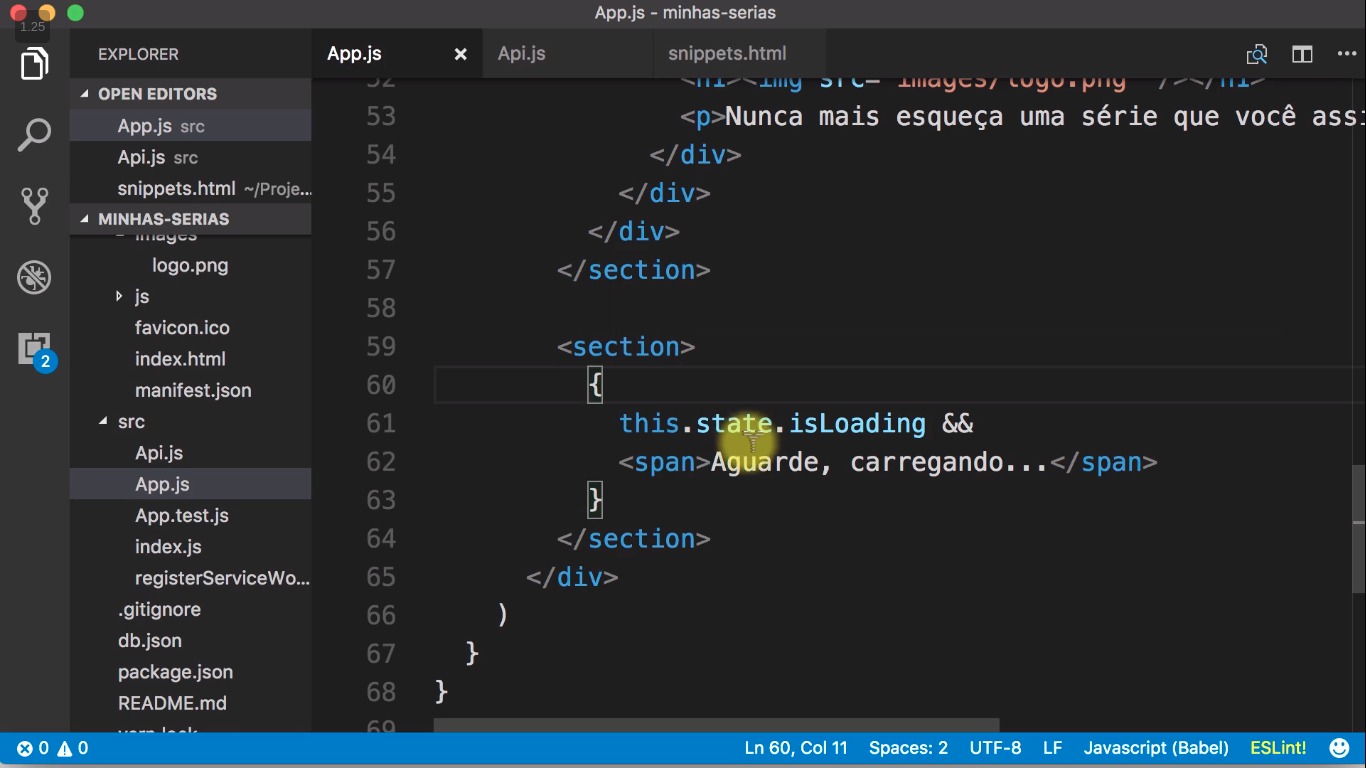 App.js - minhas-serias
1.25
EXPLORER
App.js ×
Api.js
snippets.html
OPEN EDITORS
App.js src
Api.js src
snippets.html ~/Proje...
MINHAS-SERIAS
images
logo.png
js
favicon.ico
index.html
manifest.json
src
Api.js
App.js
App.test.js
index.js
registerServiceWo...
.gitignore
db.json
package.json
README.md
yarn.lock
2
52 <h1><img src="images/logo.png" /></h1>
53 <p>Nunca mais esqueça uma série que você assi
54 </div>
55 </div>
56 </div>
57 </section>
58
59 <section>
60 {
61 this.state.isLoading &&
62 <span>Aguarde, carregando...</span>
63 }
64 </section>
65 </div>
66 )
67 }
68 }
69
0 0
Ln 60, Col 11 Spaces: 2 UTF-8 LF Javascript (Babel) ESLint!